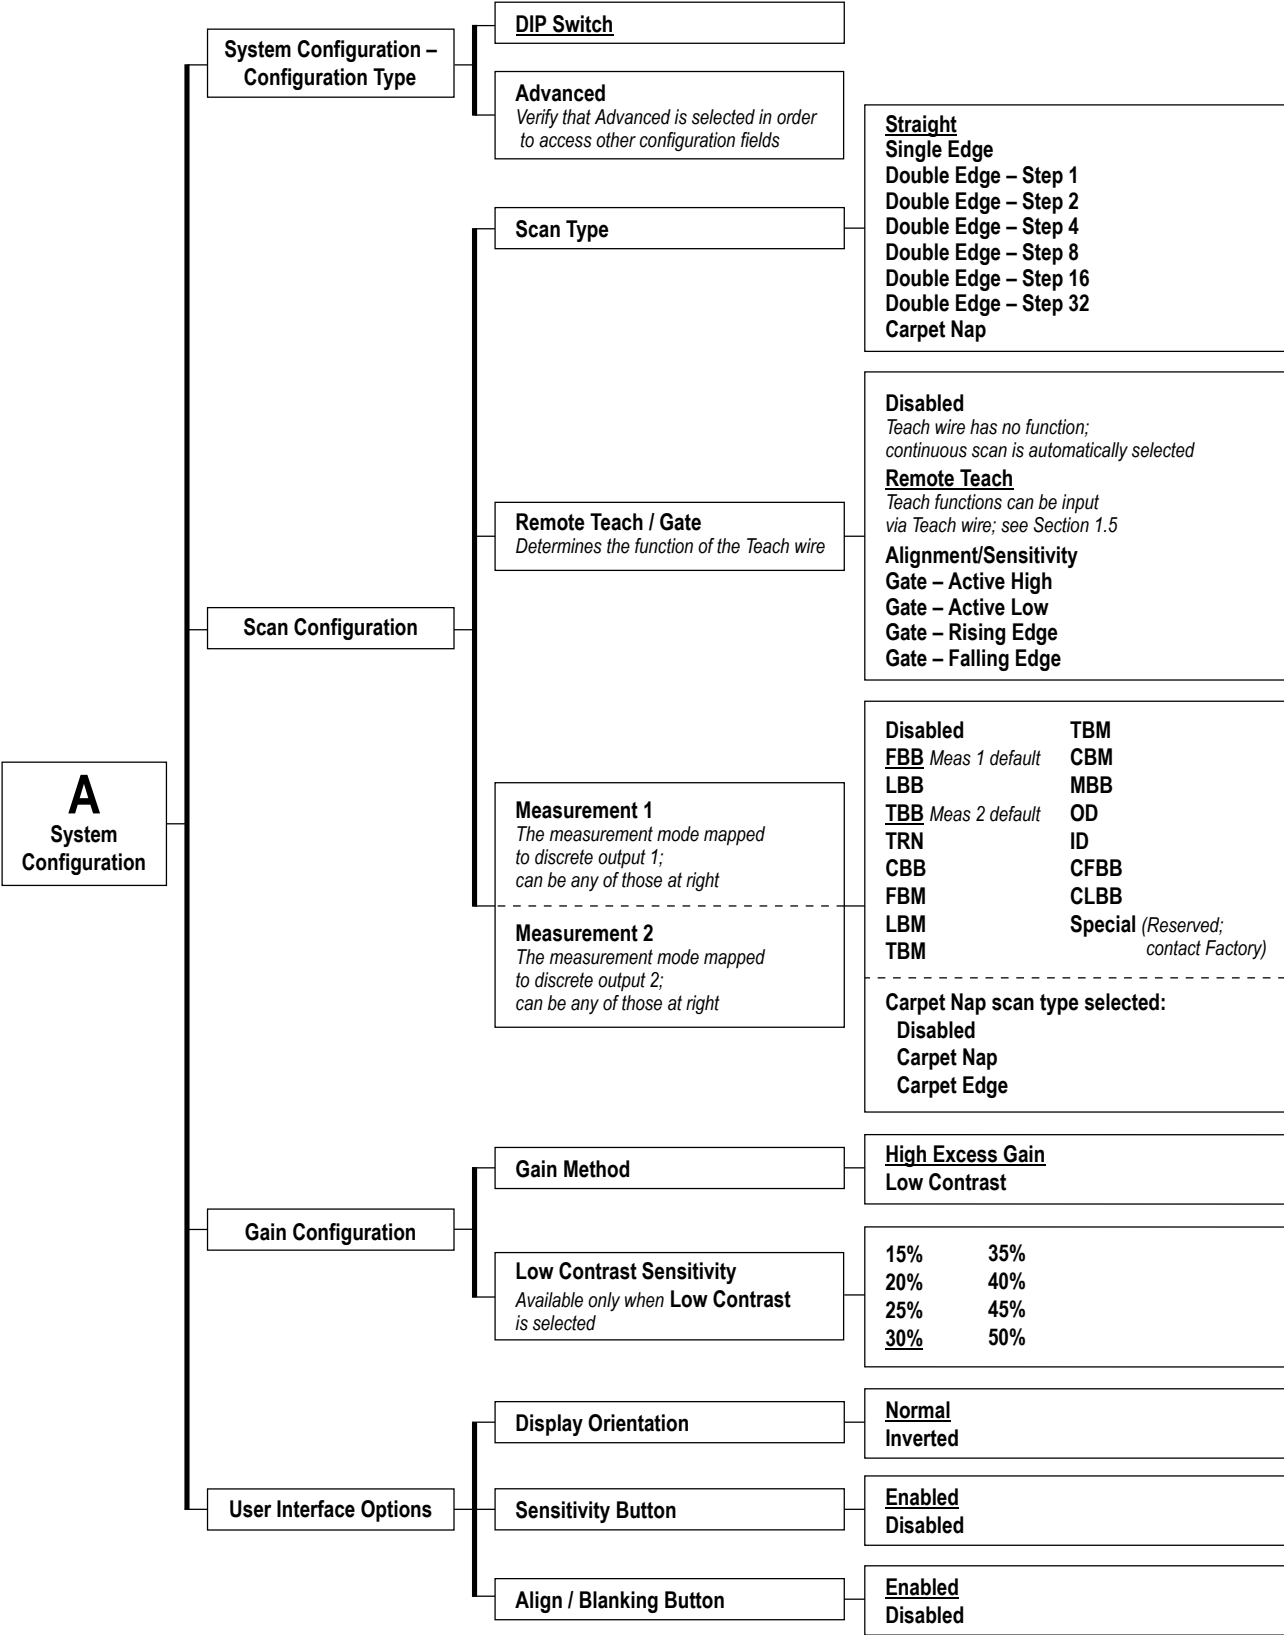 A
System
Configuration
System Configuration –
Configuration Type
DIP Switch
Advanced
Verify that Advanced is selected in order
to access other configuration fields
Scan Configuration
Scan Type
Straight
Single Edge
Double Edge – Step 1
Double Edge – Step 2
Double Edge – Step 4
Double Edge – Step 8
Double Edge – Step 16
Double Edge – Step 32
Carpet Nap
Remote Teach / Gate
Determines the function of the Teach wire
Disabled
Teach wire has no function;
continuous scan is automatically selected
Remote Teach
Teach functions can be input
via Teach wire; see Section 1.5
Alignment/Sensitivity
Gate – Active High
Gate – Active Low
Gate – Rising Edge
Gate – Falling Edge
Measurement 1
The measurement mode mapped
to discrete output 1;
can be any of those at right
Measurement 2
The measurement mode mapped
to discrete output 2;
can be any of those at right
Disabled
FBB Meas 1 default
LBB
TBB Meas 2 default
TRN
CBB
FBM
LBM
TBM
TBM
CBM
MBB
OD
ID
CFBB
CLBB
Special (Reserved;
contact Factory)
Carpet Nap scan type selected:
Disabled
Carpet Nap
Carpet Edge
Gain Configuration
Gain Method
High Excess Gain
Low Contrast
Low Contrast Sensitivity
Available only when Low Contrast
is selected
15%
20%
25%
30%
35%
40%
45%
50%
User Interface Options
Display Orientation
Normal
Inverted
Sensitivity Button
Enabled
Disabled
Align / Blanking Button
Enabled
Disabled